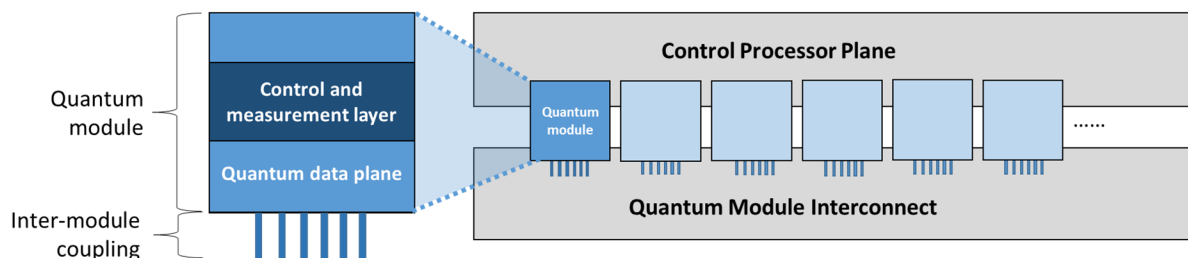 Quantum
module
Inter-module
coupling
Control and
measurement layer
Quantum data plane
Control Processor Plane
Quantum
module
......
Quantum Module Interconnect